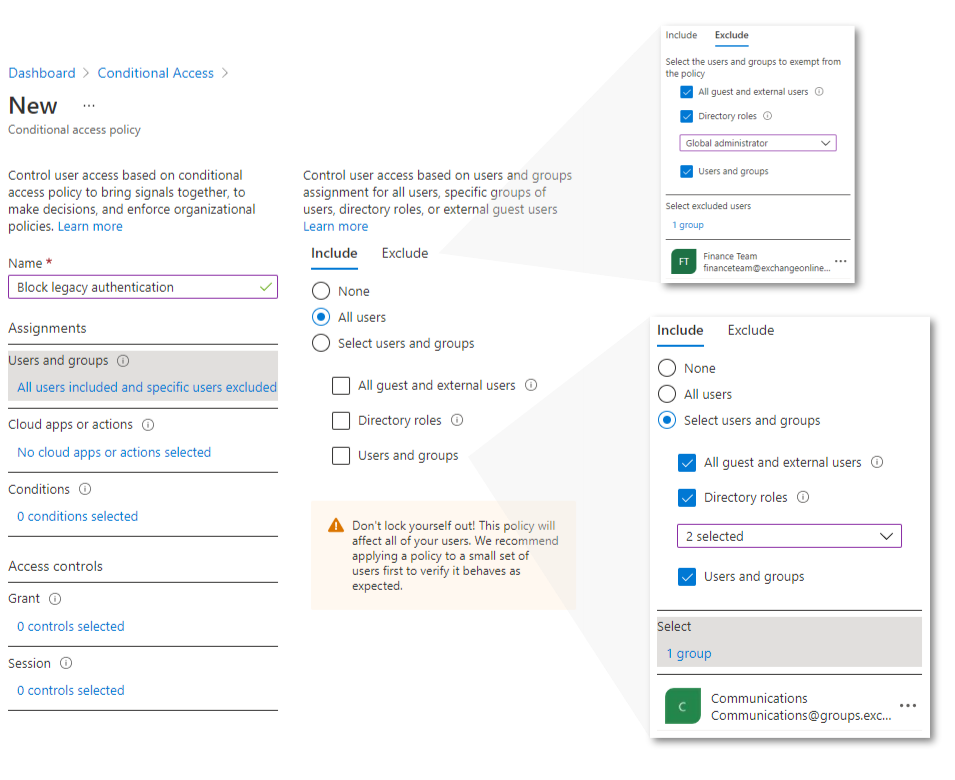 Dashboard > Conditional Access >
New ...
Conditional access policy
Control user access based on conditional
access policy to bring signals together, to
make decisions, and enforce organizational
policies. Learn more
Name *
Block legacy authentication
Assignments
Users and groups
All users included and specific users excluded
Cloud apps or actions
No cloud apps or actions selected
Conditions
0 conditions selected
Access controls
Grant
0 controls selected
Session
0 controls selected
Control user access based on users and groups
assignment for all users, specific groups of
users, directory roles, or external guest users
Learn more
Include Exclude
None
All users
Select users and groups
All guest and external users
Directory roles
Users and groups
Don't lock yourself out! This policy will
affect all of your users. We recommend
applying a policy to a small set of
users first to verify it behaves as
expected.
Include Exclude
Select the users and groups to exempt from
the policy
All guest and external users
Directory roles
Global administrator
Users and groups
Select excluded users
1 group
FT
Finance Team
financeteam@exchangeonline...
Include Exclude
None
All users
Select users and groups
All guest and external users
Directory roles
2 selected
Users and groups
Select
1 group
C
Communications
Communications@groups.exc...